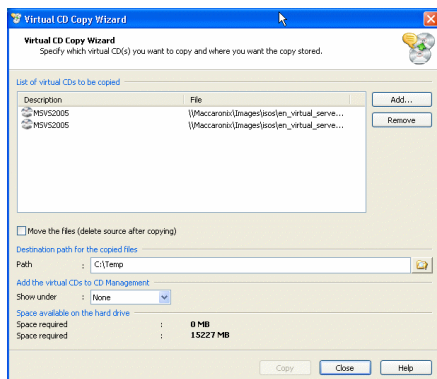 Virtual CD Copy Wizard
Virtual CD Copy Wizard
Specify which virtual CD(s) you want to copy and where you want the copy stored.
List of virtual CDs to be copied
Description File
MSVS2005 \\Maccaronix\Images\isos\en_virtual_serve...
MSVS2005 \\Maccaronix\Images\isos\en_virtual_serve...
Add...
Remove
Move the files (delete source after copying)
Destination path for the copied files
Path : C:\Temp
Add the virtual CDs to CD Management
Show under : None
Space available on the hard drive
Space required : 0 MB
Space required : 15227 MB
Copy Close Help